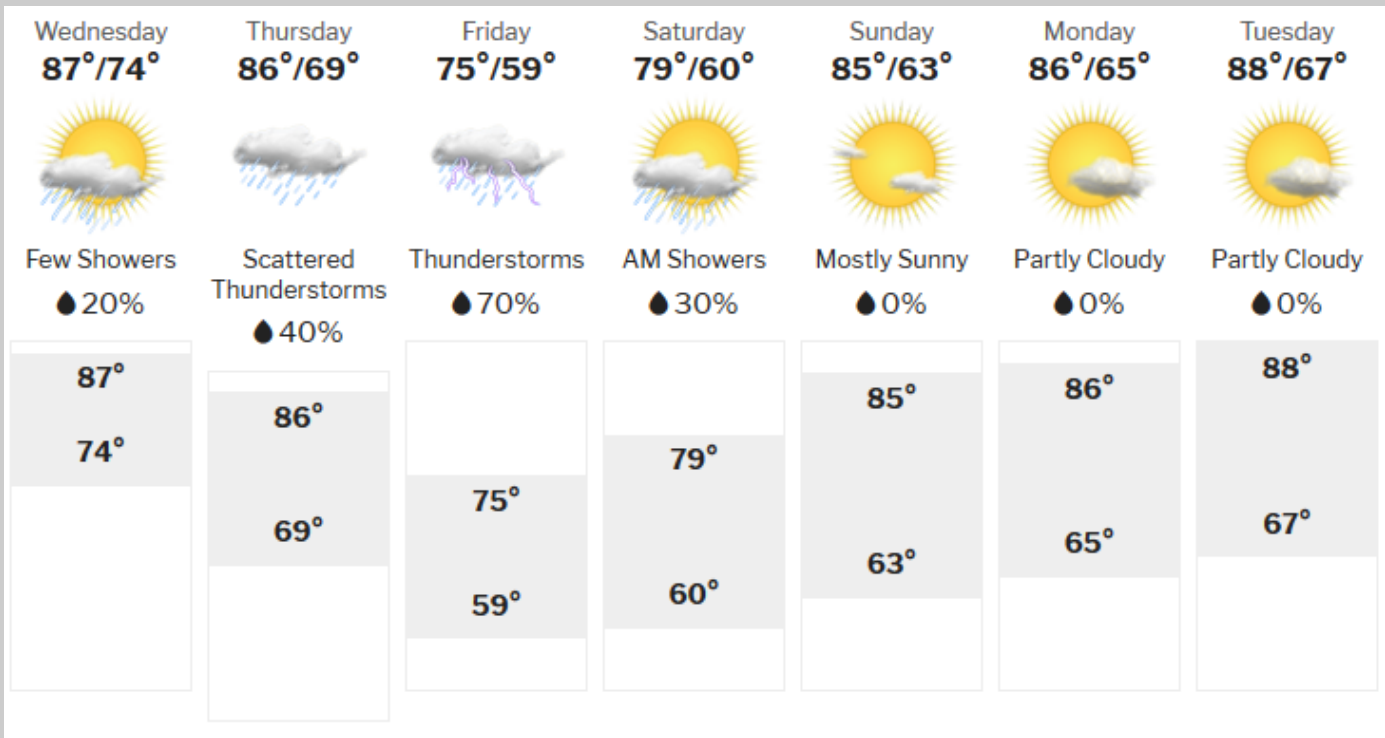 Wednesday
87°/74°
Few Showers
20%
87°
74°
Thursday
86°/69°
Scattered
Thunderstorms
40%
86°
69°
Friday
75°/59°
Thunderstorms
70%
75°
59°
Saturday
79°/60°
AM Showers
30%
79°
60°
Sunday
85°/63°
Mostly Sunny
0%
85°
63°
Monday
86°/65°
Partly Cloudy
0%
86°
65°
Tuesday
88°/67°
Partly Cloudy
0%
88°
67°